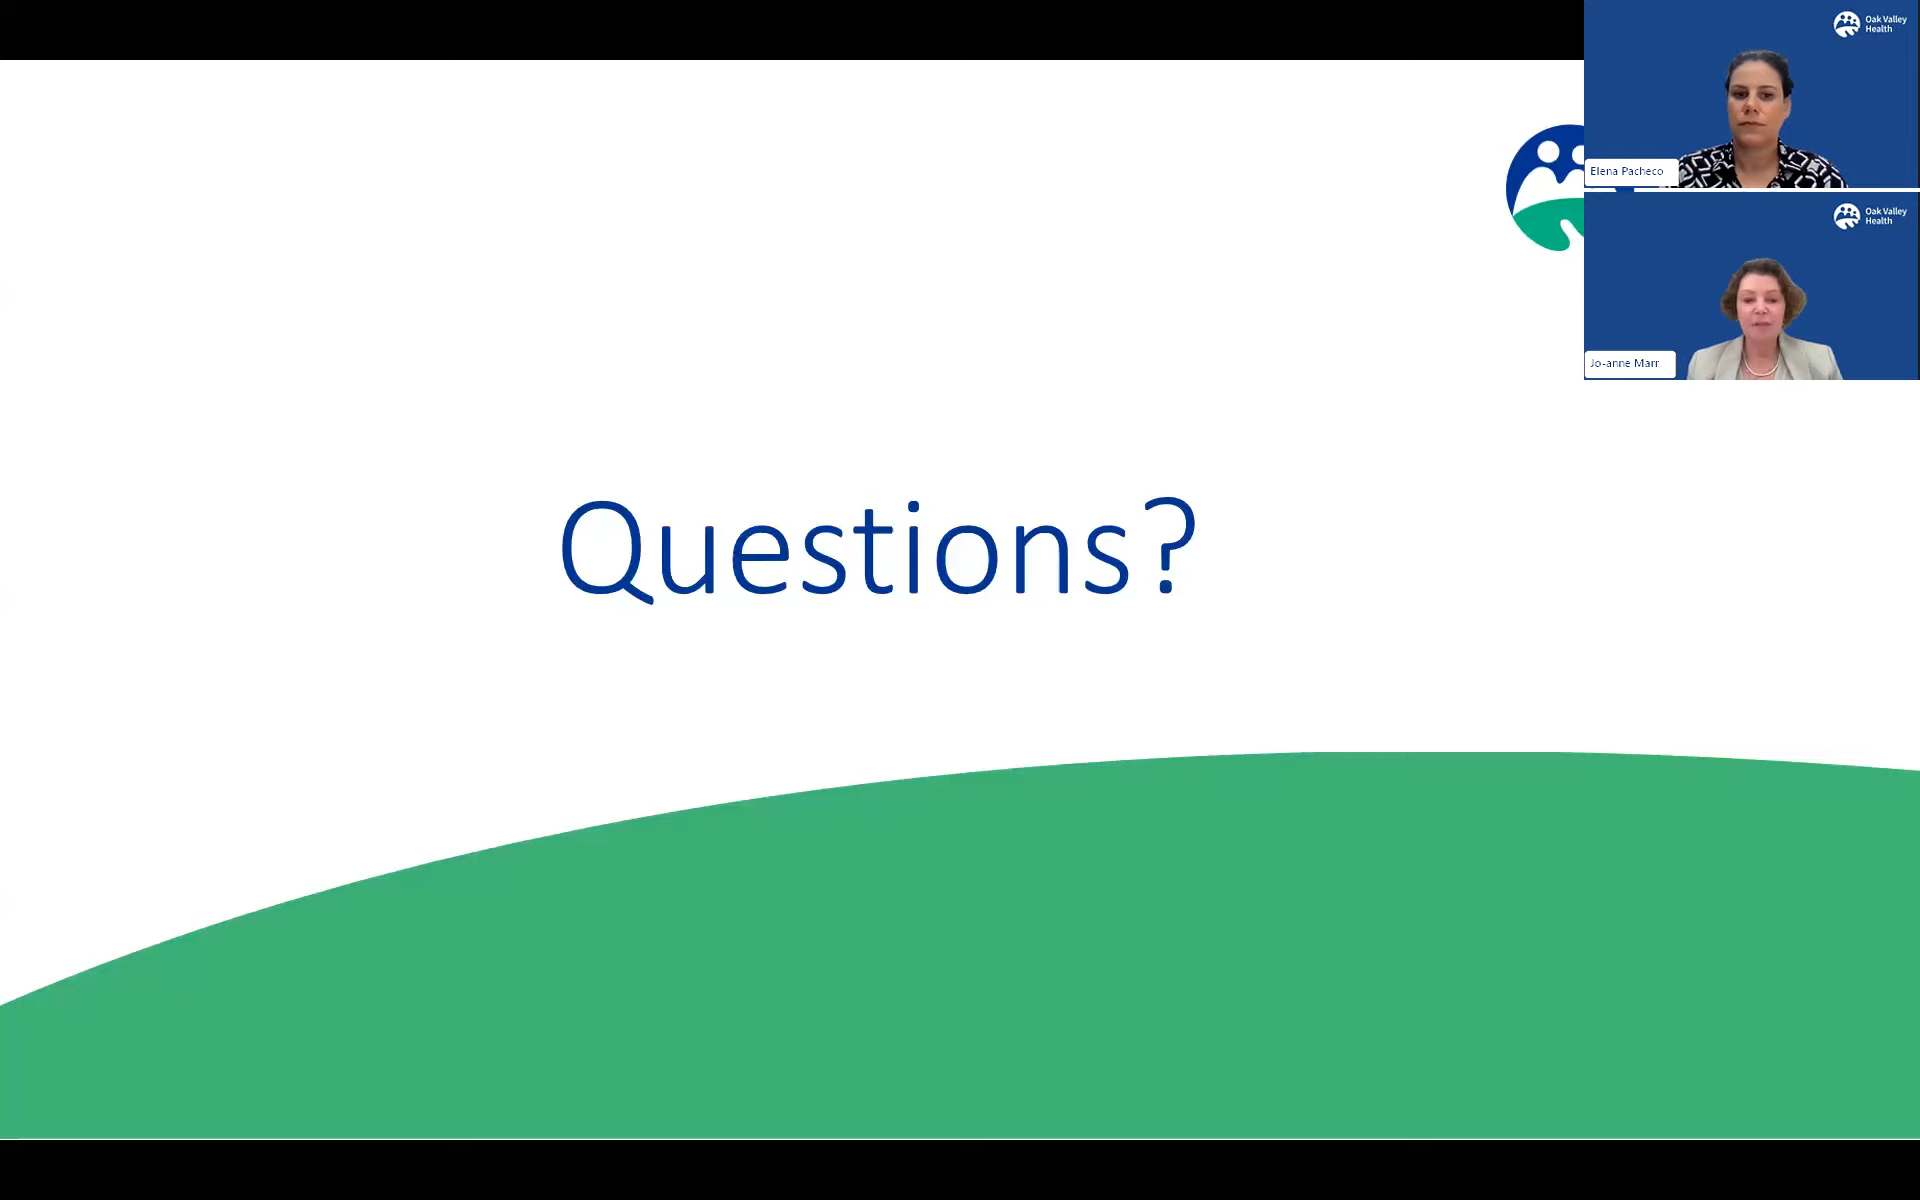 Oak Valley
Health
Elena Pacheco
Oak Valley
Health
Jo-anne Marr
Questions?